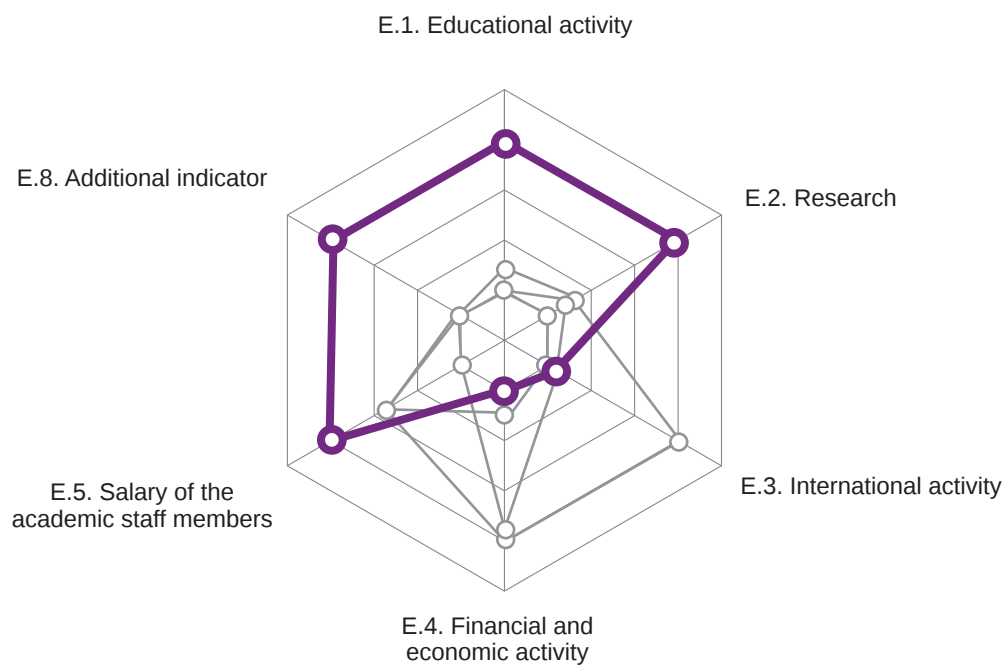 E.1. Educational activity
E.8. Additional indicator
E.2. Research
E.3. International activity
E.5. Salary of the
academic staff members
E.4. Financial and
economic activity